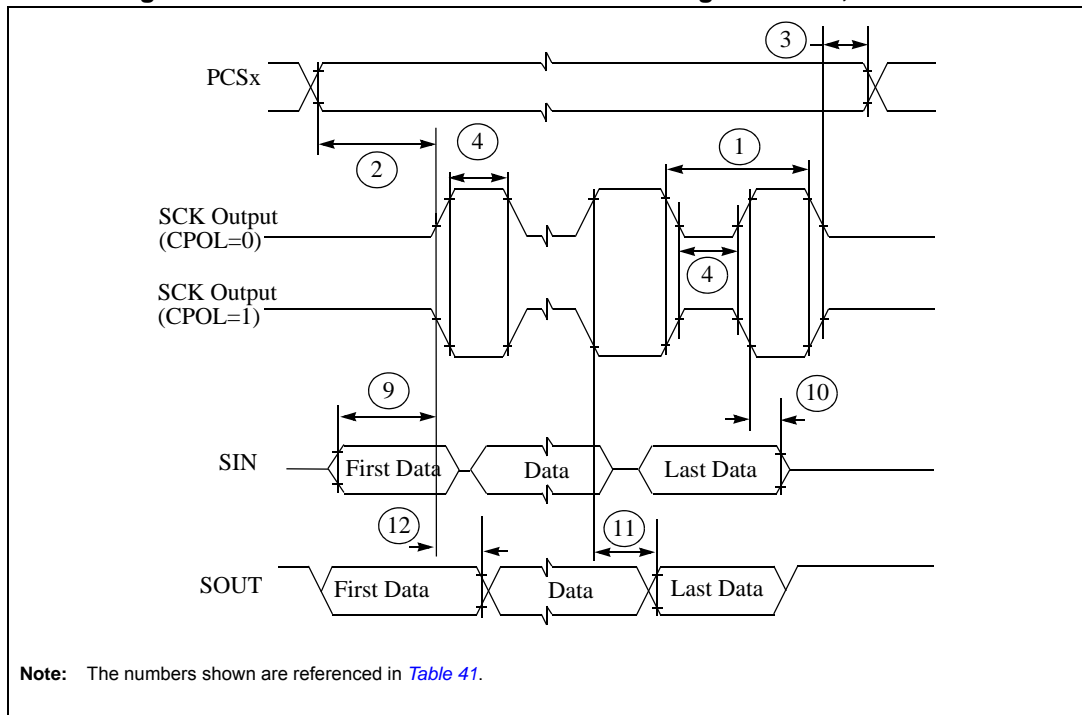 3
PCSx
2
4
1
SCK Output
(CPOL=0)
4
SCK Output
(CPOL=1)
9
10
SIN
First Data
Data
Last Data
12
11
SOUT
First Data
Data
Last Data
Note: The numbers shown are referenced in Table 41.